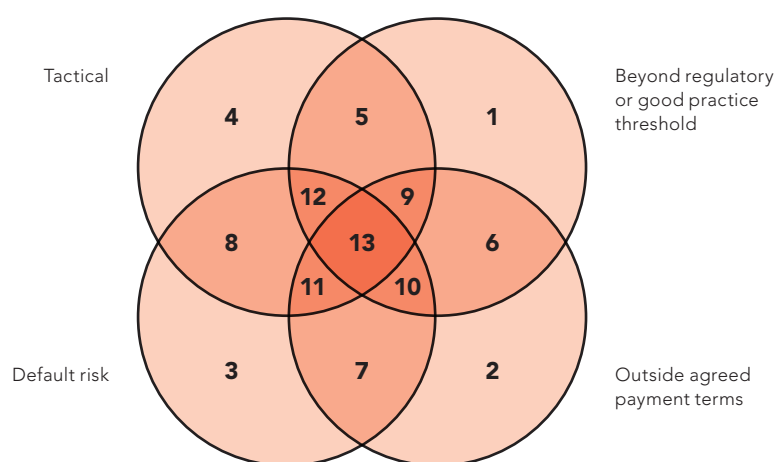 Tactical
Beyond regulatory
or good practice
threshold
4
5
1
12
9
8
13
6
11
10
Default risk
3
7
2
Outside agreed
payment terms